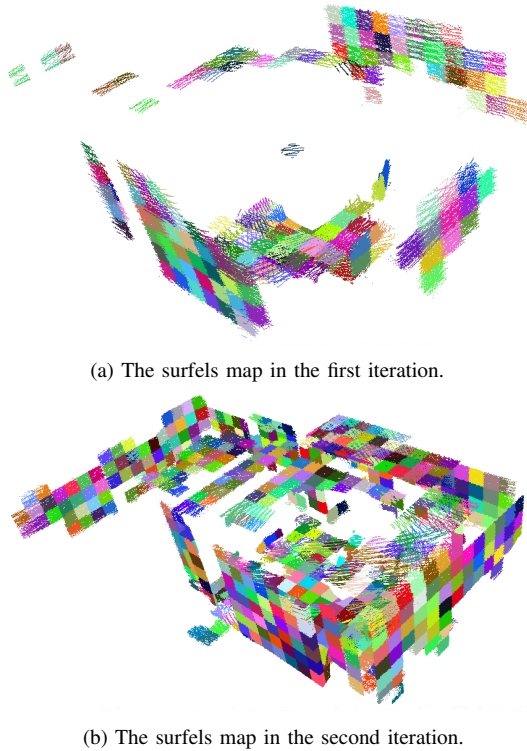 (a) The surfels map in the first iteration.
(b) The surfels map in the second iteration.